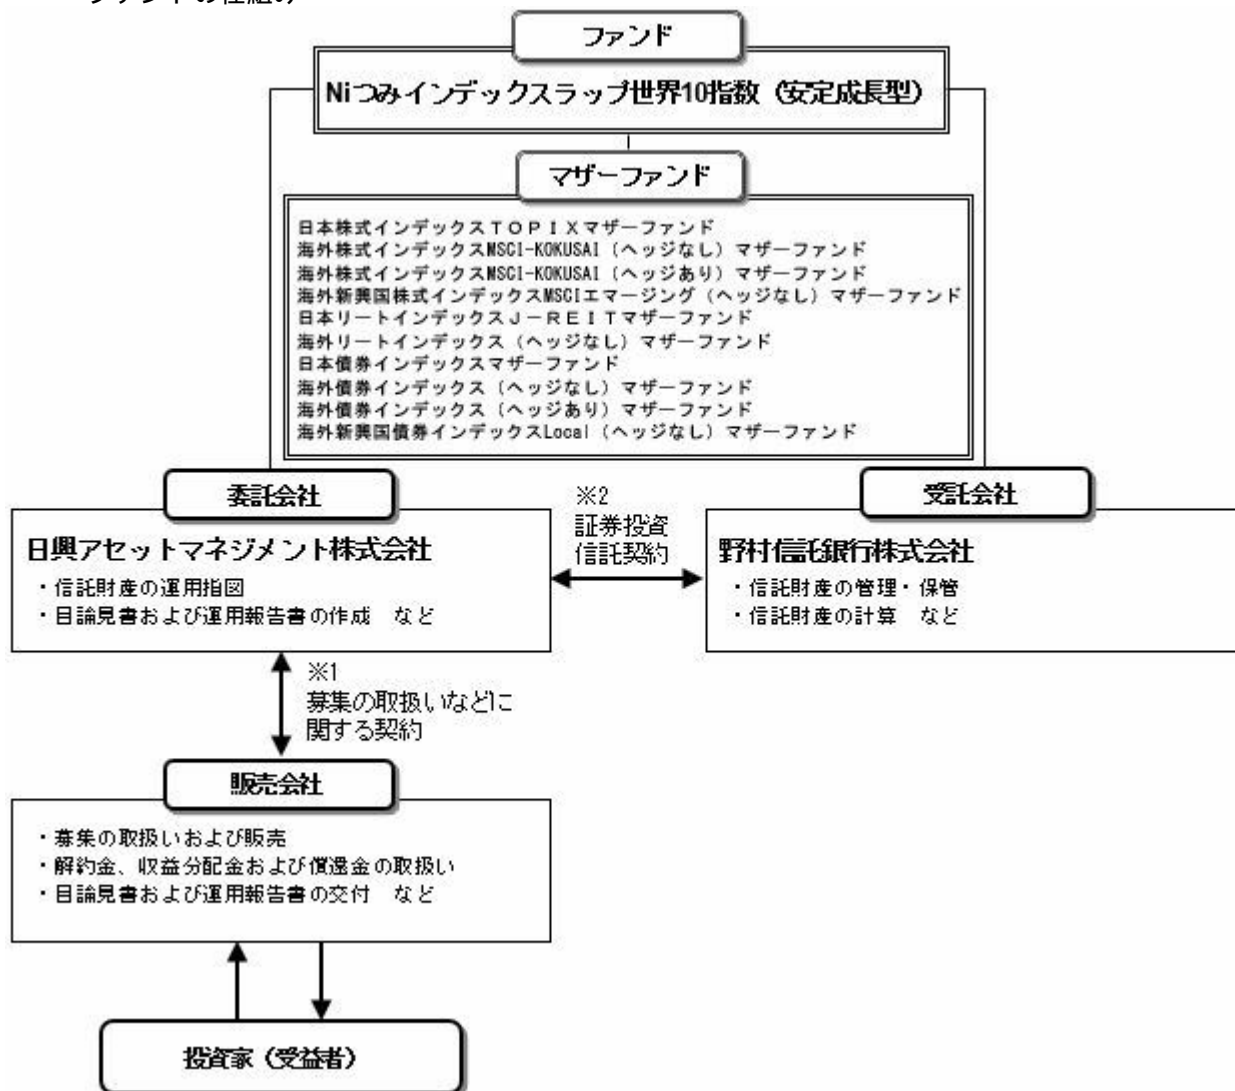 ファンドの仕組み
ファンド
Niつみインデックスラップ世界10指数（安定成長型）
マザーファンド
日本株式インデックスＴＯＰＩＸマザーファンド
海外株式インデックスMSCI-KOKUSAI（ヘッジなし）マザーファンド
海外株式インデックスMSCI-KOKUSAI（ヘッジあり）マザーファンド
海外新興国株式インデックスMSCIエマージング（ヘッジなし）マザーファンド
日本リートインデックスＪ－ＲＥＩＴマザーファンド
海外リートインデックス（ヘッジなし）マザーファンド
日本債券インデックスマザーファンド
海外債券インデックス（ヘッジなし）マザーファンド
海外債券インデックス（ヘッジあり）マザーファンド
海外新興国債券インデックスLocal（ヘッジなし）マザーファンド
委託会社
日興アセットマネジメント株式会社
・信託財産の運用指図
・目論見書および運用報告書の作成　など
※2
証券投資
信託契約
受託会社
野村信託銀行株式会社
・信託財産の管理・保管
・信託財産の計算　など
※1
募集の取扱いなどに
関する契約
販売会社
・募集の取扱いおよび販売
・解約金、収益分配金および償還金の取扱い
・目論見書および運用報告書の交付　など
投資家（受益者）